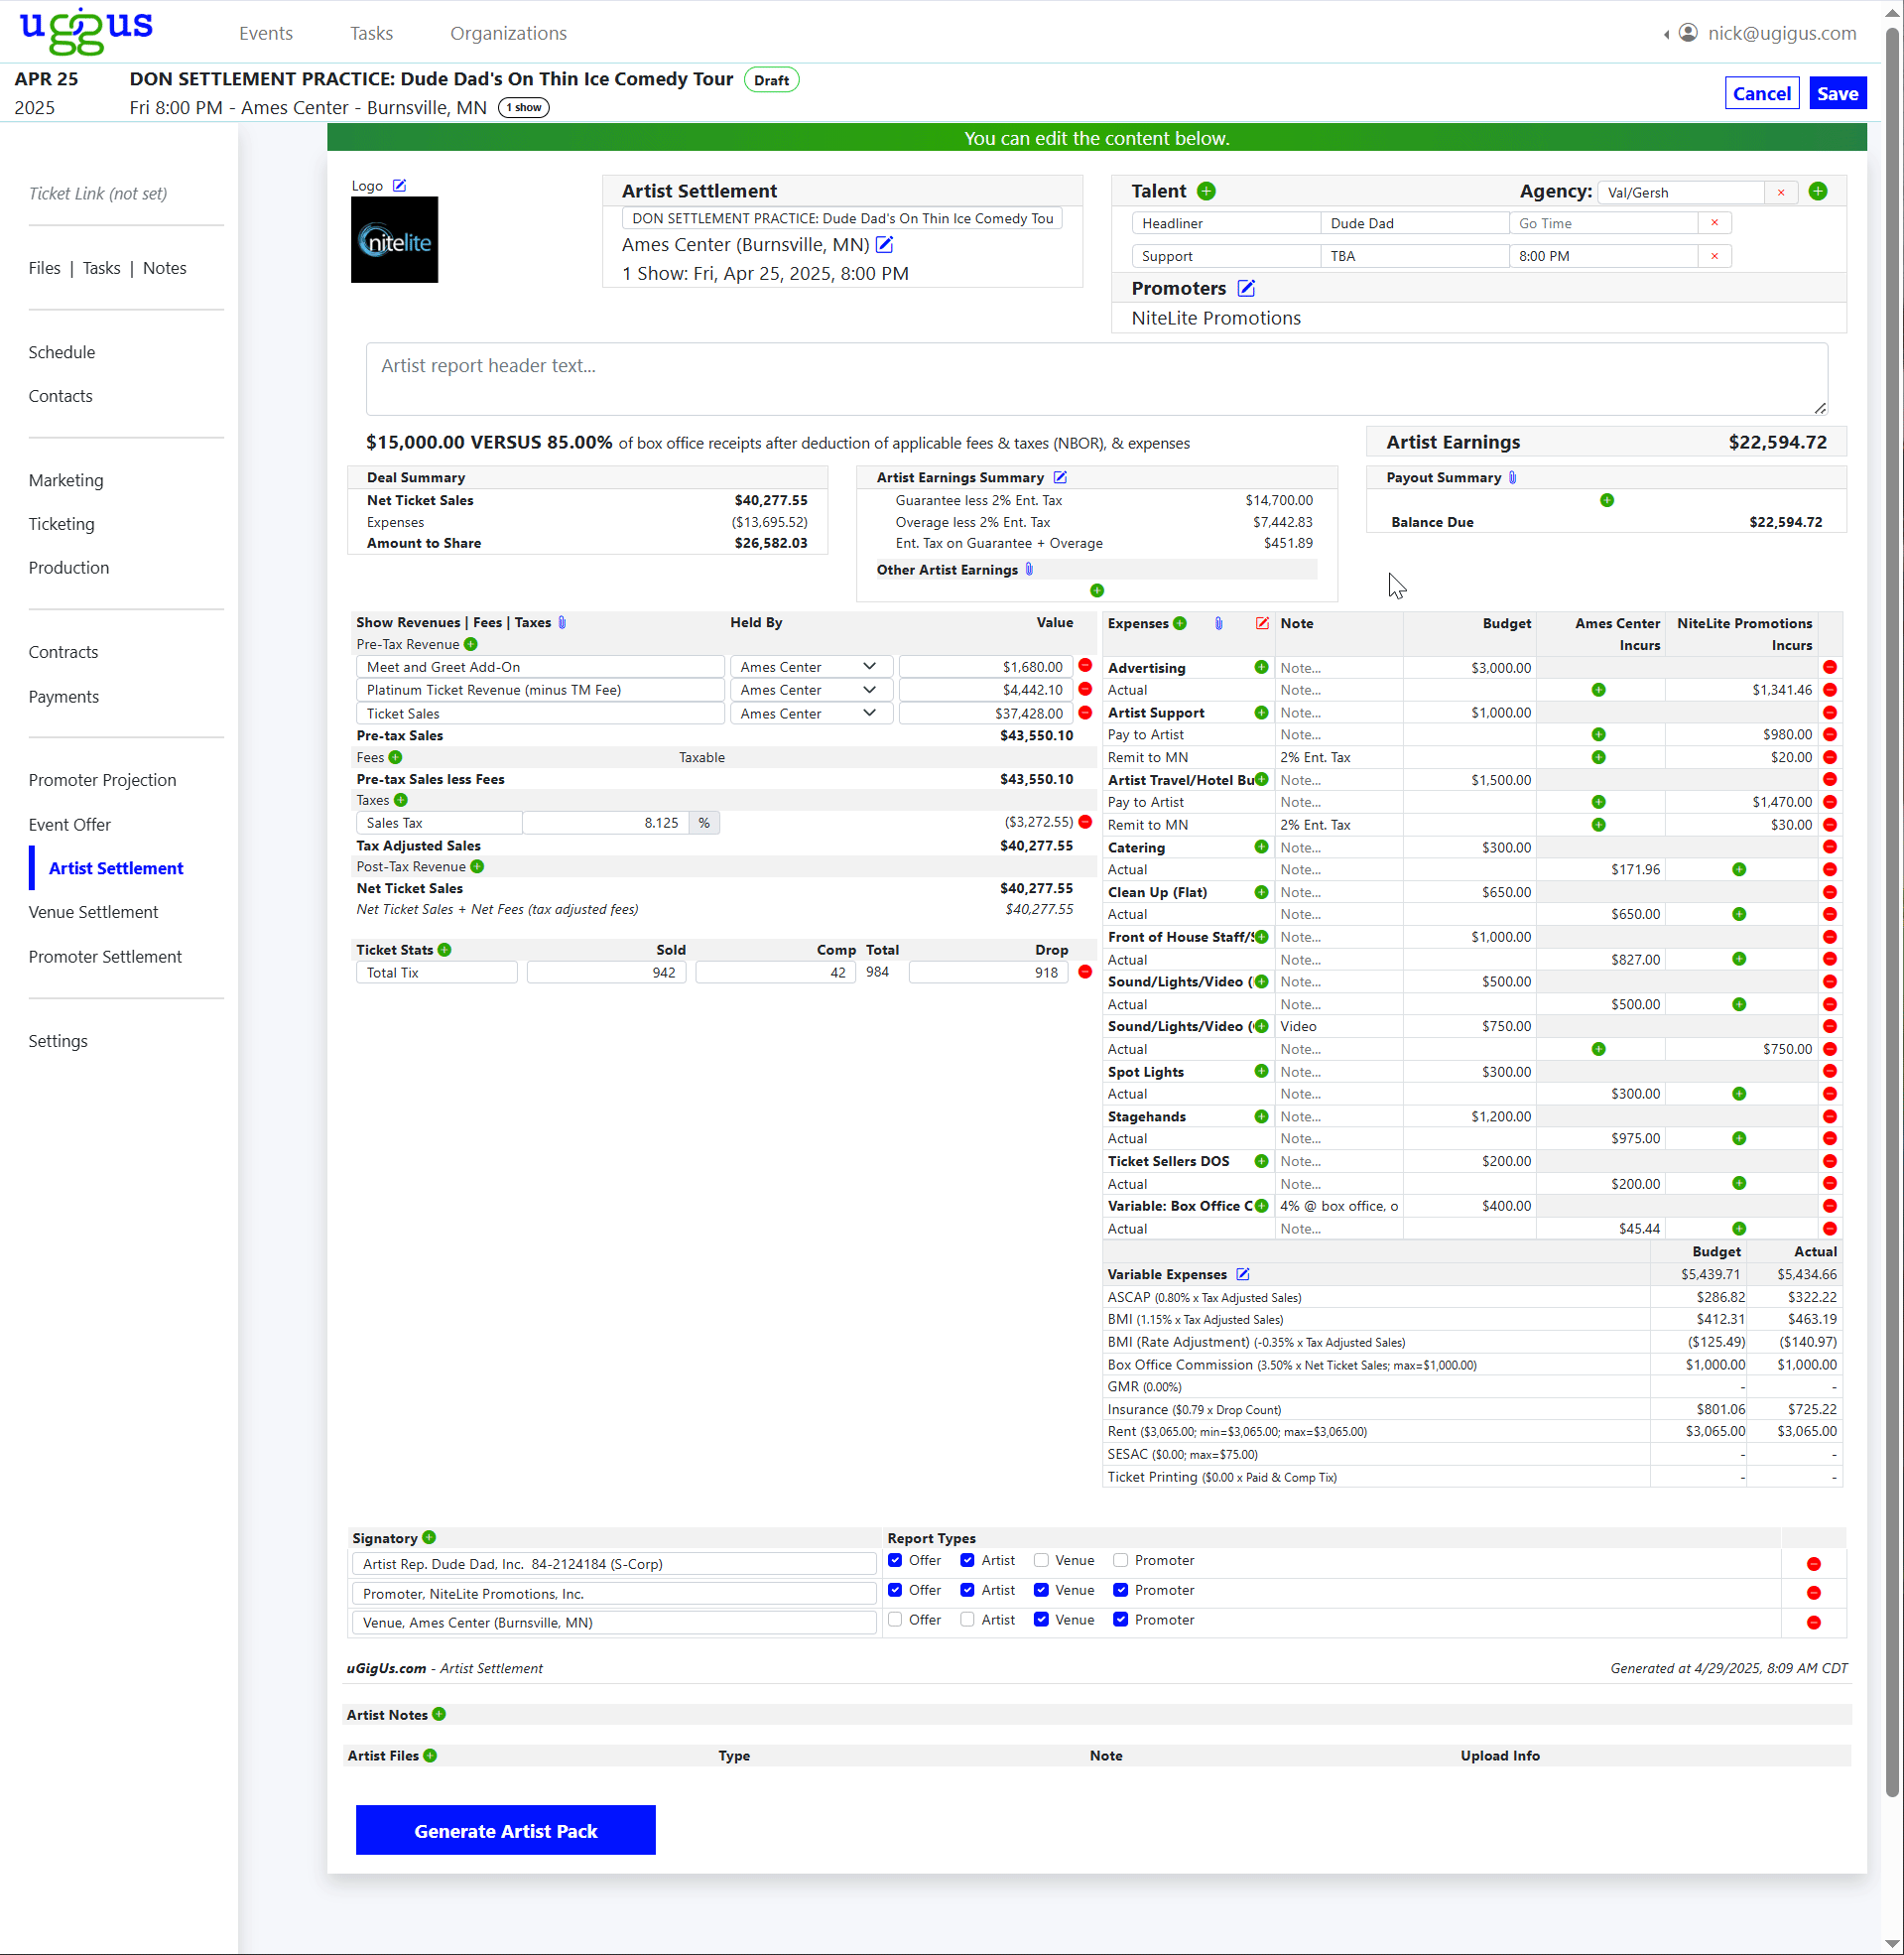 uGigUs
Events Tasks Organizations nick@ugigus.com
APR 25 DON SETTLEMENT PRACTICE: Dude Dad's On Thin Ice Comedy Tour Draft
2025 Fri 8:00 PM - Ames Center - Burnsville, MN 1 show
Cancel Save
Ticket Link (not set)
Files | Tasks | Notes
Schedule
Contacts
Marketing
Ticketing
Production
Contracts
Payments
Promoter Projection
Event Offer
Artist Settlement
Venue Settlement
Promoter Settlement
Settings
You can edit the content below.
Logo
nitelite
Artist Settlement
DON SETTLEMENT PRACTICE: Dude Dad's On Thin Ice Comedy Tou
Ames Center (Burnsville, MN)
1 Show: Fri, Apr 25, 2025, 8:00 PM
Talent Agency: Val/Gersh ×
Headliner Dude Dad Go Time ×
Support TBA 8:00 PM ×
Promoters
NiteLite Promotions
Artist report header text...
$15,000.00 VERSUS 85.00% of box office receipts after deduction of applicable fees & taxes (NBOR), & expenses
Artist Earnings $22,594.72
Deal Summary
Net Ticket Sales $40,277.55
Expenses ($13,695.52)
Amount to Share $26,582.03
Artist Earnings Summary
Guarantee less 2% Ent. Tax $14,700.00
Overage less 2% Ent. Tax $7,442.83
Ent. Tax on Guarantee + Overage $451.89
Other Artist Earnings
Payout Summary
Balance Due $22,594.72
Show Revenues | Fees | Taxes Held By Value
Pre-Tax Revenue
Meet and Greet Add-On Ames Center $1,680.00
Platinum Ticket Revenue (minus TM Fee) Ames Center $4,442.10
Ticket Sales Ames Center $37,428.00
Pre-tax Sales $43,550.10
Fees Taxable
Pre-tax Sales less Fees $43,550.10
Taxes
Sales Tax 8.125 % ($3,272.55)
Tax Adjusted Sales $40,277.55
Post-Tax Revenue
Net Ticket Sales $40,277.55
Net Ticket Sales + Net Fees (tax adjusted fees) $40,277.55
Ticket Stats Sold Comp Total Drop
Total Tix 942 42 984 918
Expenses Note Budget Ames Center Incurs NiteLite Promotions Incurs
Advertising Note... $3,000.00
Actual Note... $1,341.46
Artist Support Note... $1,000.00
Pay to Artist Note... $980.00
Remit to MN 2% Ent. Tax $20.00
Artist Travel/Hotel Bu Note... $1,500.00
Pay to Artist Note... $1,470.00
Remit to MN 2% Ent. Tax $30.00
Catering Note... $300.00
Actual Note... $171.96
Clean Up (Flat) Note... $650.00
Actual Note... $650.00
Front of House Staff/S Note... $1,000.00
Actual Note... $827.00
Sound/Lights/Video ( Note... $500.00
Actual Note... $500.00
Sound/Lights/Video ( Video $750.00
Actual Note... $750.00
Spot Lights Note... $300.00
Actual Note... $300.00
Stagehands Note... $1,200.00
Actual Note... $975.00
Ticket Sellers DOS Note... $200.00
Actual Note... $200.00
Variable: Box Office C 4% @ box office, o $400.00
Actual Note... $45.44
Budget Actual
Variable Expenses $5,439.71 $5,434.66
ASCAP (0.80% x Tax Adjusted Sales) $286.82 $322.22
BMI (1.15% x Tax Adjusted Sales) $412.31 $463.19
BMI (Rate Adjustment) (-0.35% x Tax Adjusted Sales) ($125.49) ($140.97)
Box Office Commission (3.50% x Net Ticket Sales; max=$1,000.00) $1,000.00 $1,000.00
GMR (0.00%) - -
Insurance ($0.79 x Drop Count) $801.06 $725.22
Rent ($3,065.00; min=$3,065.00; max=$3,065.00) $3,065.00 $3,065.00
SESAC ($0.00; max=$75.00) - -
Ticket Printing ($0.00 x Paid & Comp Tix) - -
Signatory Report Types
Artist Rep. Dude Dad, Inc. 84-2124184 (S-Corp) Offer Artist Venue Promoter
Promoter, NiteLite Promotions, Inc. Offer Artist Venue Promoter
Venue, Ames Center (Burnsville, MN) Offer Artist Venue Promoter
uGigUs.com - Artist Settlement Generated at 4/29/2025, 8:09 AM CDT
Artist Notes
Artist Files Type Note Upload Info
Generate Artist Pack